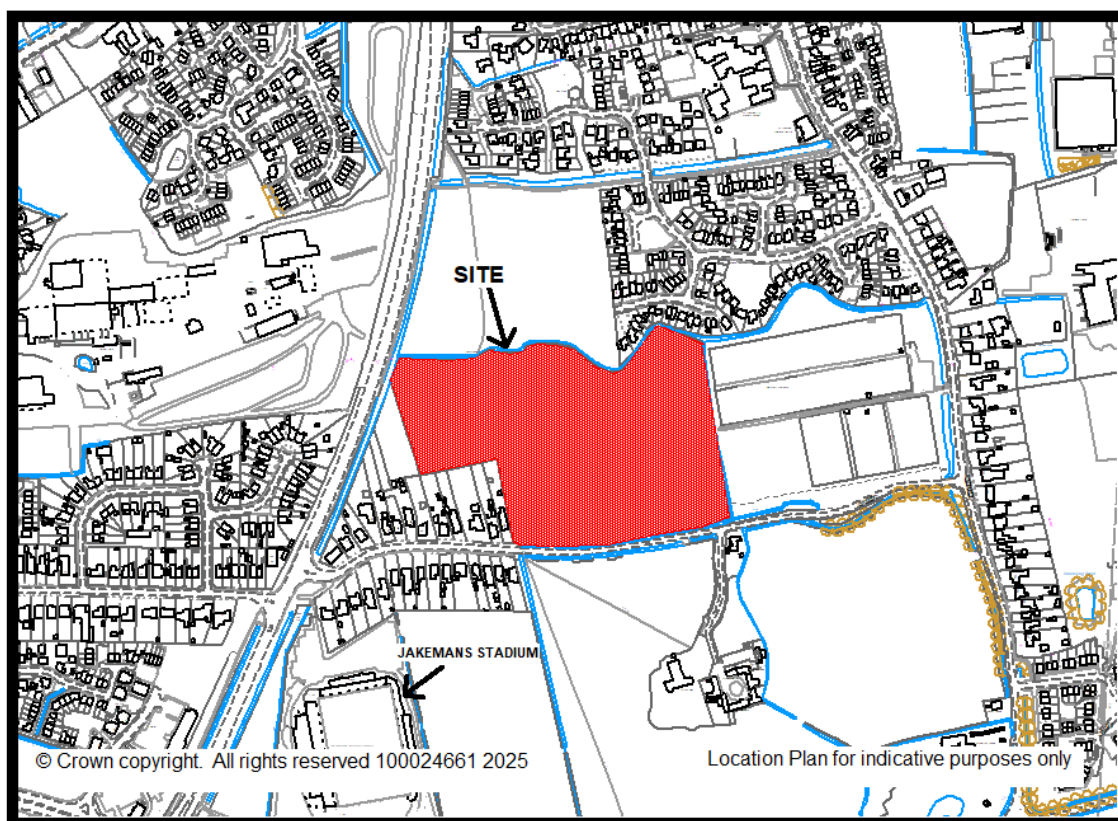 SITE
JAKEMANS STADIUM
© Crown copyright. All rights reserved 100024661 2025
Location Plan for indicative purposes only